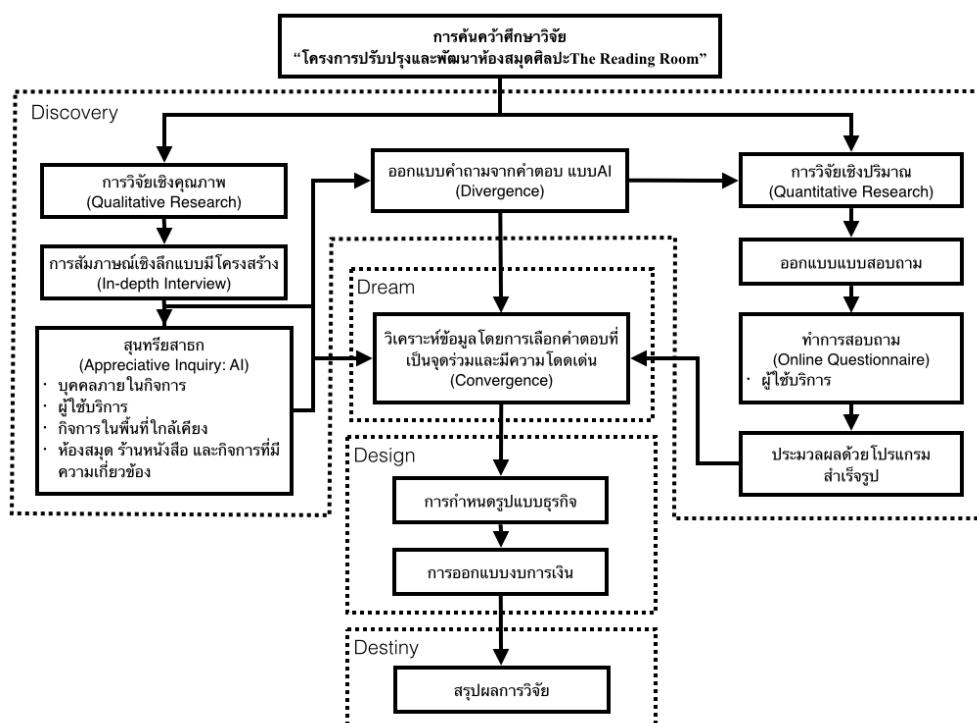 การค้นคว้าศึกษาวิจัย
“โครงการปรับปรุงและพัฒนาห้องสมุดศิลปะThe Reading Room”
Discovery
การวิจัยเชิงคุณภาพ
(Qualitative Research)
การสัมภาษณ์เชิงลึกแบบมีโครงสร้าง
(In-depth Interview)
สุนทรียสาธก
(Appreciative Inquiry: AI)
· บุคคลภายในกิจการ
· ผู้ใช้บริการ
· กิจการในพื้นที่ใกล้เคียง
· ห้องสมุด ร้านหนังสือ และกิจการที่มี
ความเกี่ยวข้อง
ออกแบบคำถามจากคำตอบ แบบAI
(Divergence)
การวิจัยเชิงปริมาณ
(Quantitative Research)
ออกแบบแบบสอบถาม
ทำการสอบถาม
(Online Questionnaire)
· ผู้ใช้บริการ
ประมวลผลด้วยโปรแกรม
สำเร็จรูป
Dream
วิเคราะห์ข้อมูลโดยการเลือกคำตอบที่
เป็นจุดร่วมและมีความโดดเด่น
(Convergence)
Design
การกำหนดรูปแบบธุรกิจ
การออกแบบงบการเงิน
Destiny
สรุปผลการวิจัย